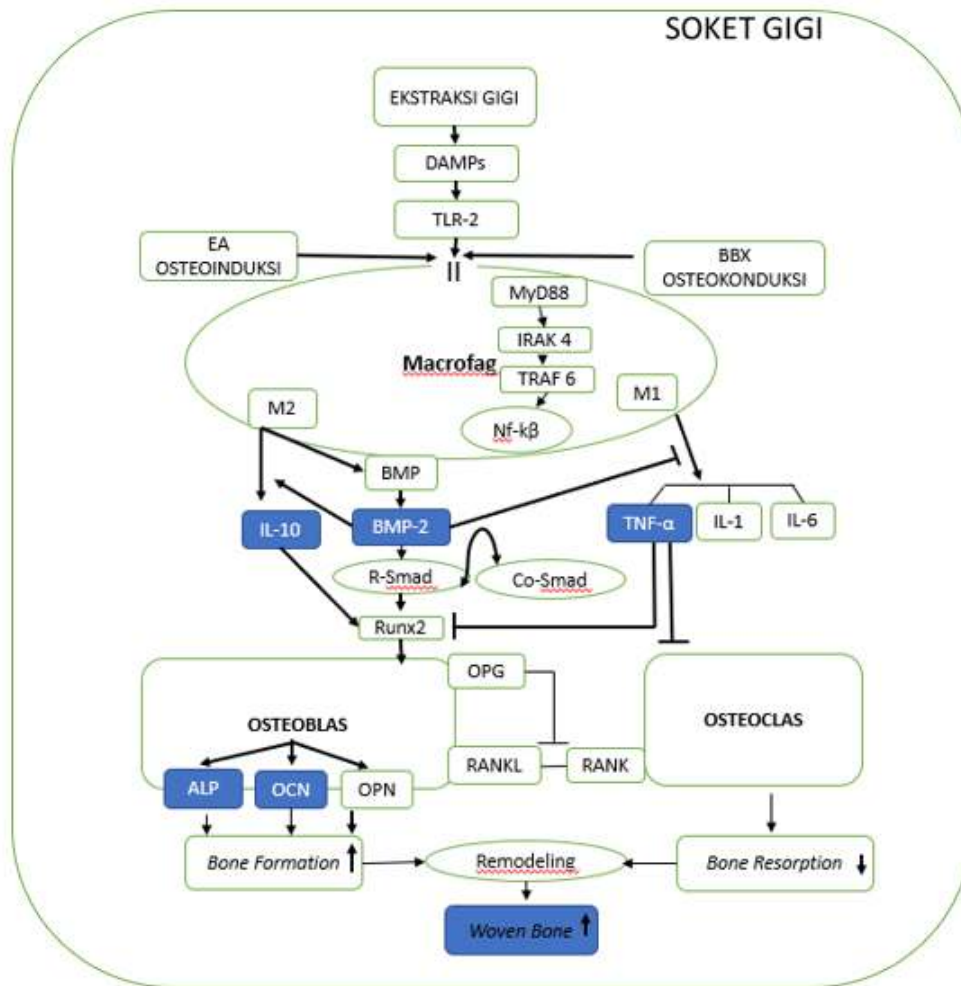 SOKET GIGI
EKSTRAKSI GIGI
DAMPs
TLR-2
EA
OSTEOINDUKSI
BBX
OSTEOKONDUKSI
MyD88
IRAK 4
Macrofag
TRAF 6
M1
M2
Nf-kβ
BMP
IL-10
BMP-2
TNF-α
IL-1
IL-6
R-Smad
Co-Smad
Runx2
OPG
OSTEOBLAS
OSTEOCLAS
RANKL
RANK
ALP
OCN
OPN
Bone Formation
Remodeling
Bone Resorption
Woven Bone